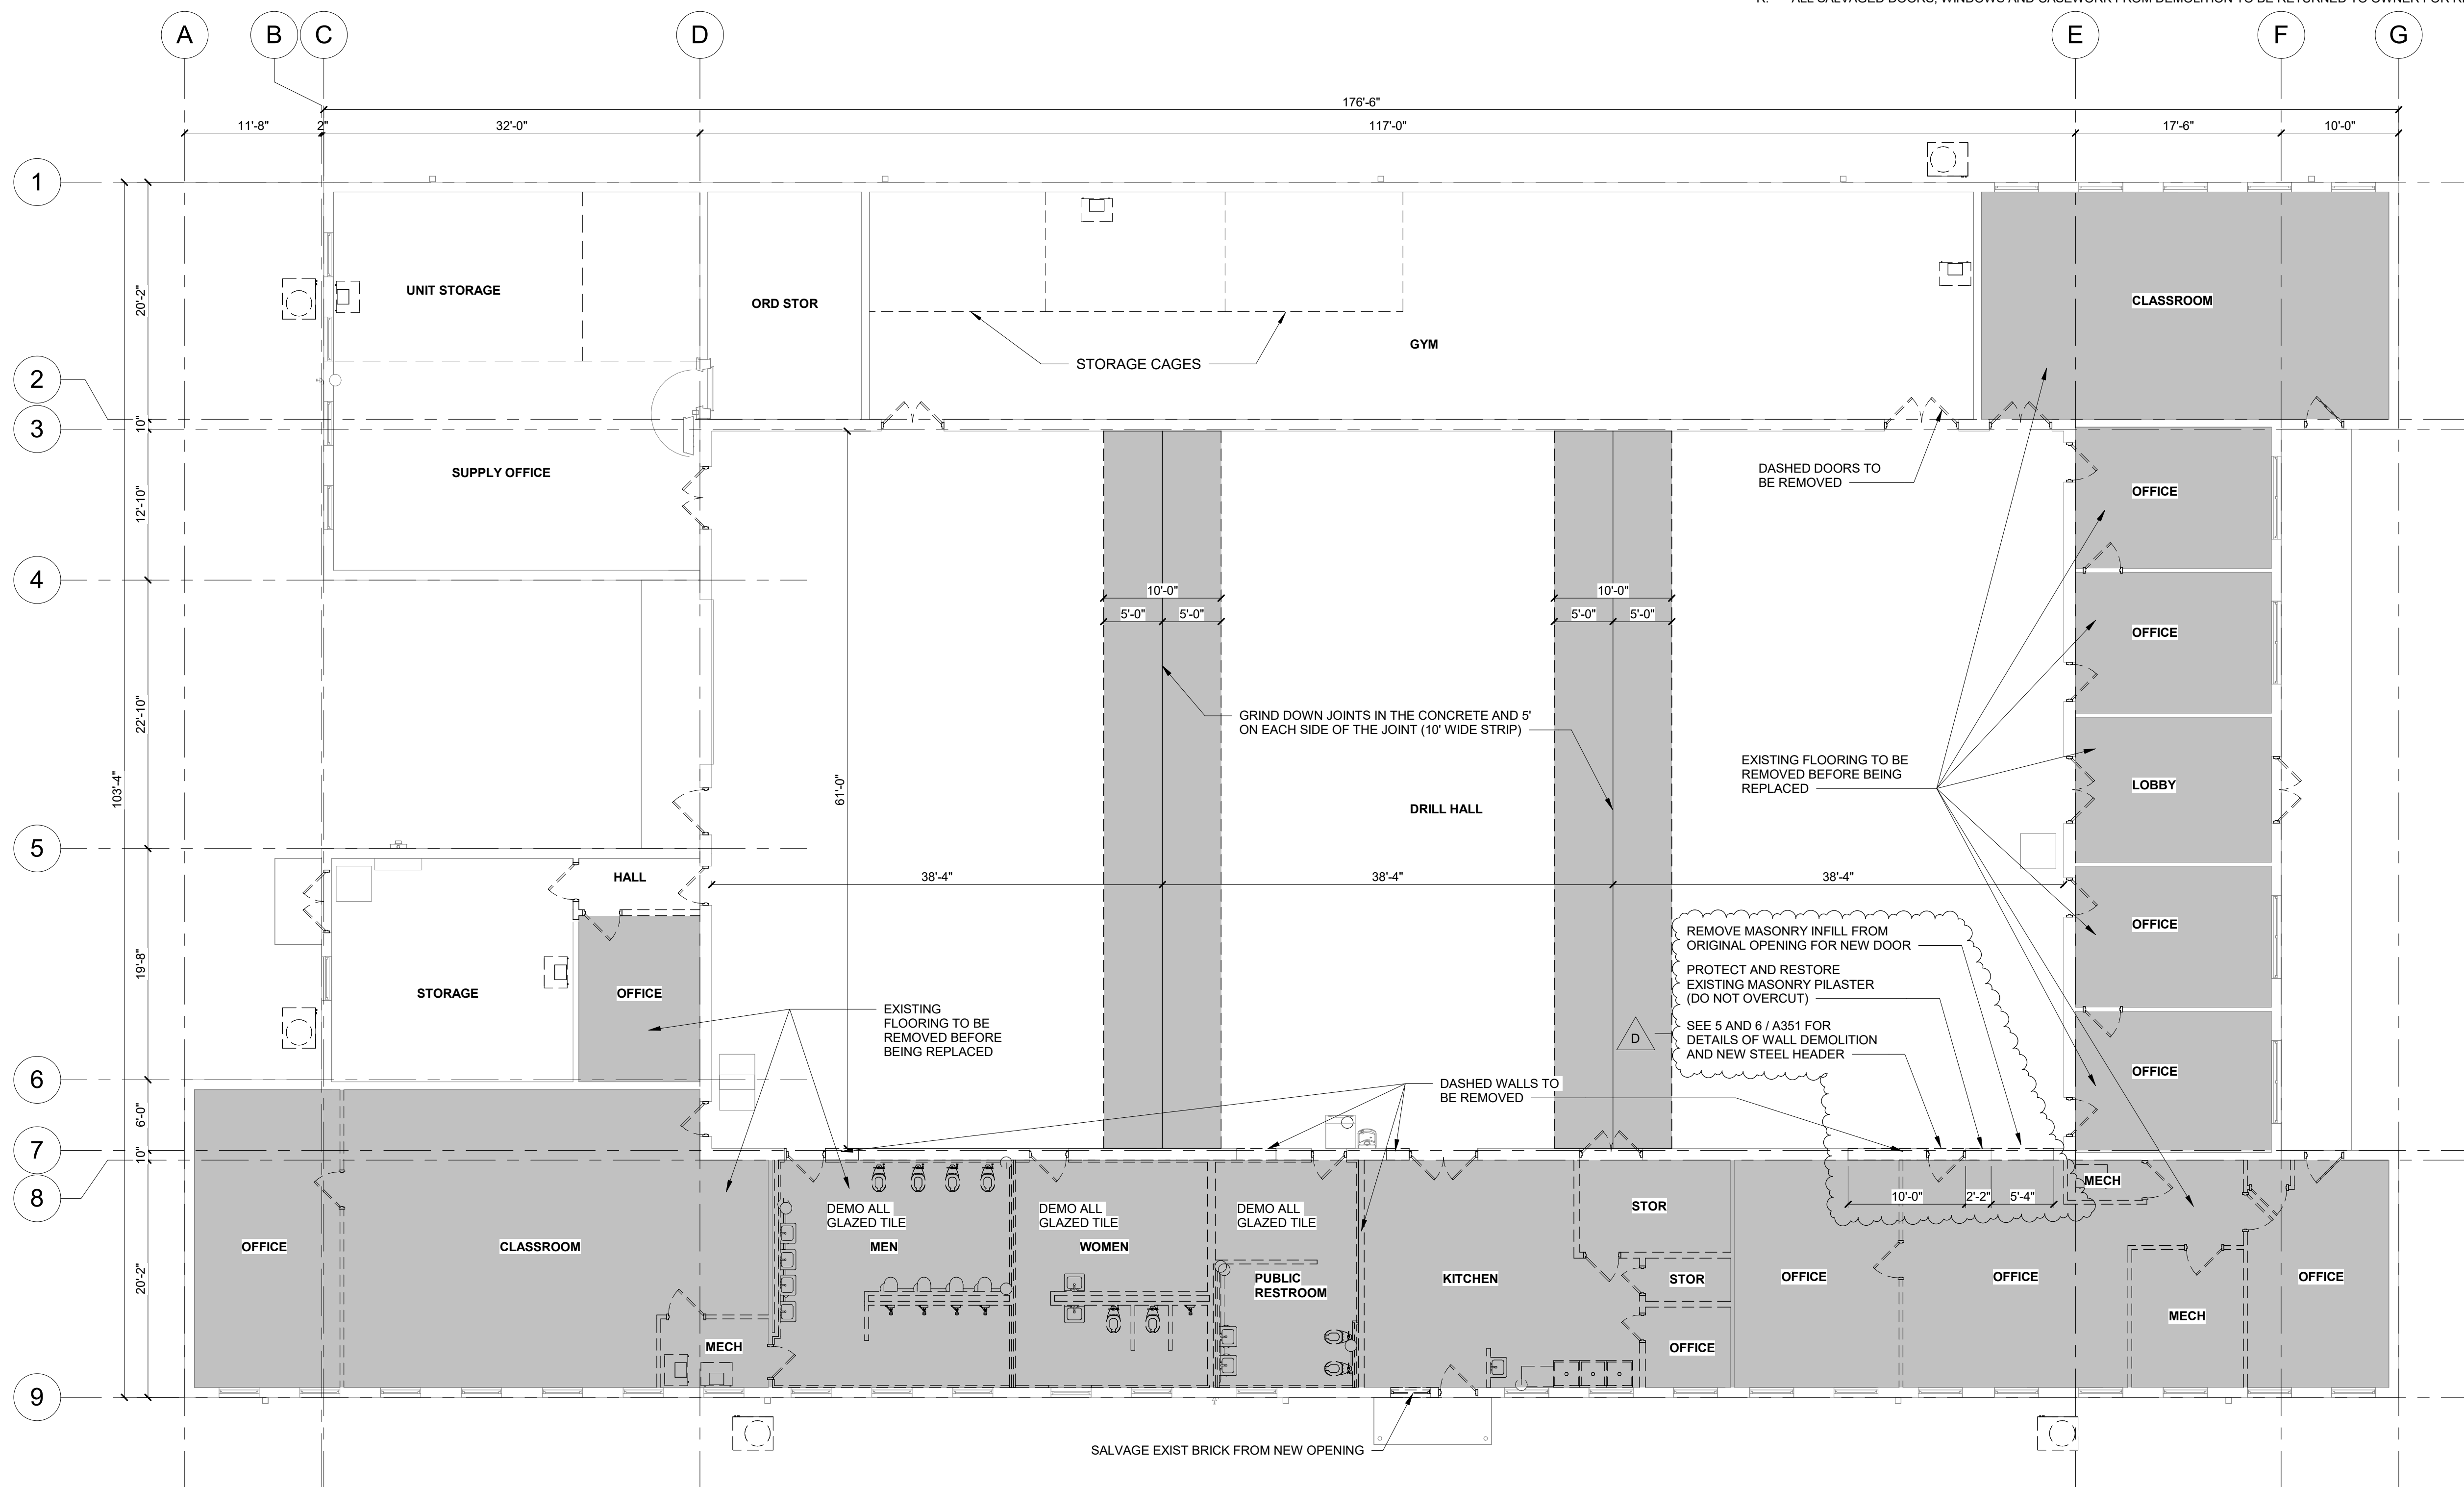 A B C D E F G
176'-6"
11'-8" 2" 32'-0" 117'-0" 17'-6" 10'-0"
1
2
3
4
5
6
7
8
9
103'-4"
20'-2"
10"
12'-10"
22'-10"
19'-8"
6'-0"
10"
20'-2"
UNIT STORAGE
ORD STOR
STORAGE CAGES
GYM
CLASSROOM
SUPPLY OFFICE
DASHED DOORS TO
BE REMOVED
OFFICE
10'-0"
5'-0" 5'-0"
10'-0"
5'-0" 5'-0"
OFFICE
61'-0"
GRIND DOWN JOINTS IN THE CONCRETE AND 5'
ON EACH SIDE OF THE JOINT (10' WIDE STRIP)
EXISTING FLOORING TO BE
REMOVED BEFORE BEING
REPLACED
LOBBY
DRILL HALL
HALL
38'-4" 38'-4" 38'-4"
OFFICE
REMOVE MASONRY INFILL FROM
ORIGINAL OPENING FOR NEW DOOR
PROTECT AND RESTORE
EXISTING MASONRY PILASTER
(DO NOT OVERCUT)
SEE 5 AND 6 / A351 FOR
DETAILS OF WALL DEMOLITION
AND NEW STEEL HEADER
D
STORAGE
OFFICE
EXISTING
FLOORING TO BE
REMOVED BEFORE
BEING REPLACED
OFFICE
DASHED WALLS TO
BE REMOVED
MECH
10'-0" 2'-2" 5'-4"
DEMO ALL
GLAZED TILE
DEMO ALL
GLAZED TILE
DEMO ALL
GLAZED TILE
STOR
OFFICE
CLASSROOM
MEN
WOMEN
PUBLIC
RESTROOM
KITCHEN
STOR
OFFICE
OFFICE
OFFICE
MECH
MECH
OFFICE
SALVAGE EXIST BRICK FROM NEW OPENING